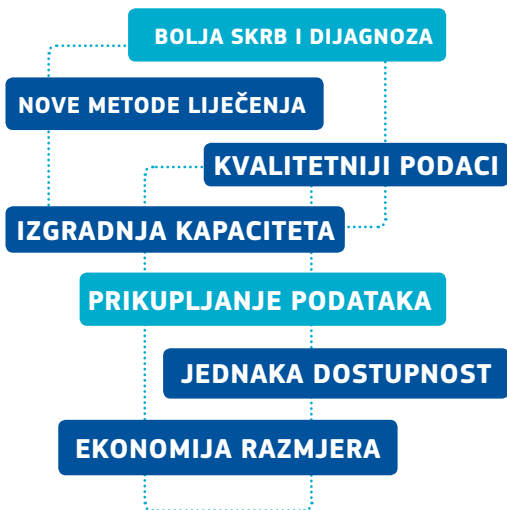 BOLJA SKRB I DIJAGNOZA
NOVE METODE LIJEČENJA
KVALITETNIJI PODACI
IZGRADNJA KAPACITETA
PRIKUPLJANJE PODATAKA
JEDNAKA DOSTUPNOST
EKONOMIJA RAZMJERA